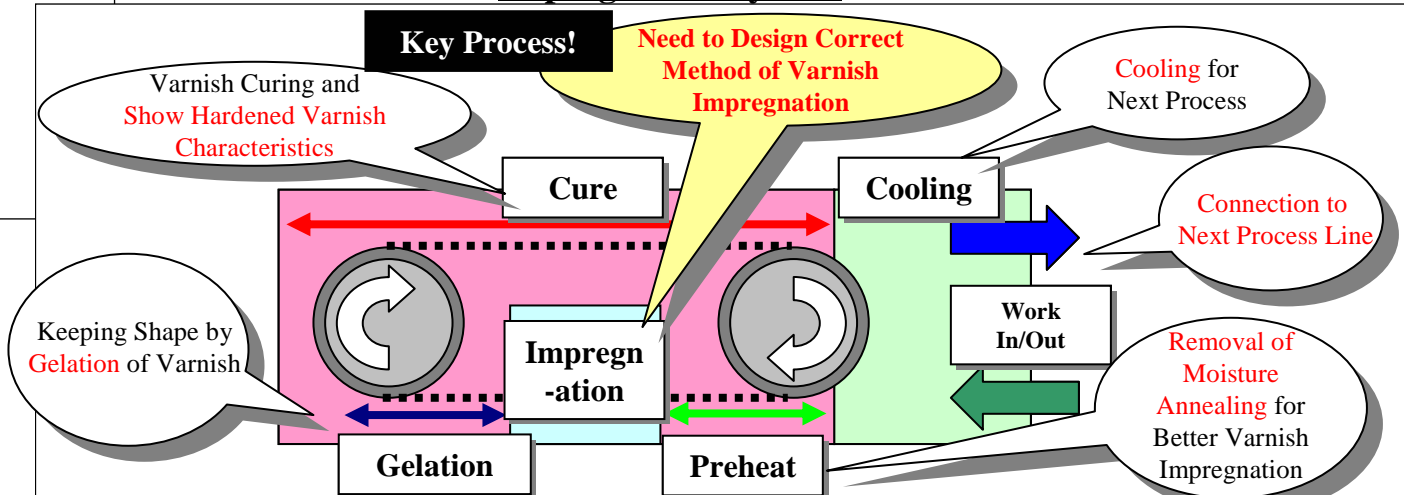 Key Process!
Need to Design Correct
Method of Varnish
Impregnation
Varnish Curing and
Show Hardened Varnish
Characteristics
Cooling for
Next Process
Cure
Cooling
Connection to
Next Process Line
Keeping Shape by
Gelation of Varnish
Impregn
-ation
Work
In/Out
Removal of
Moisture
Annealing for
Better Varnish
Impregnation
Gelation
Preheat